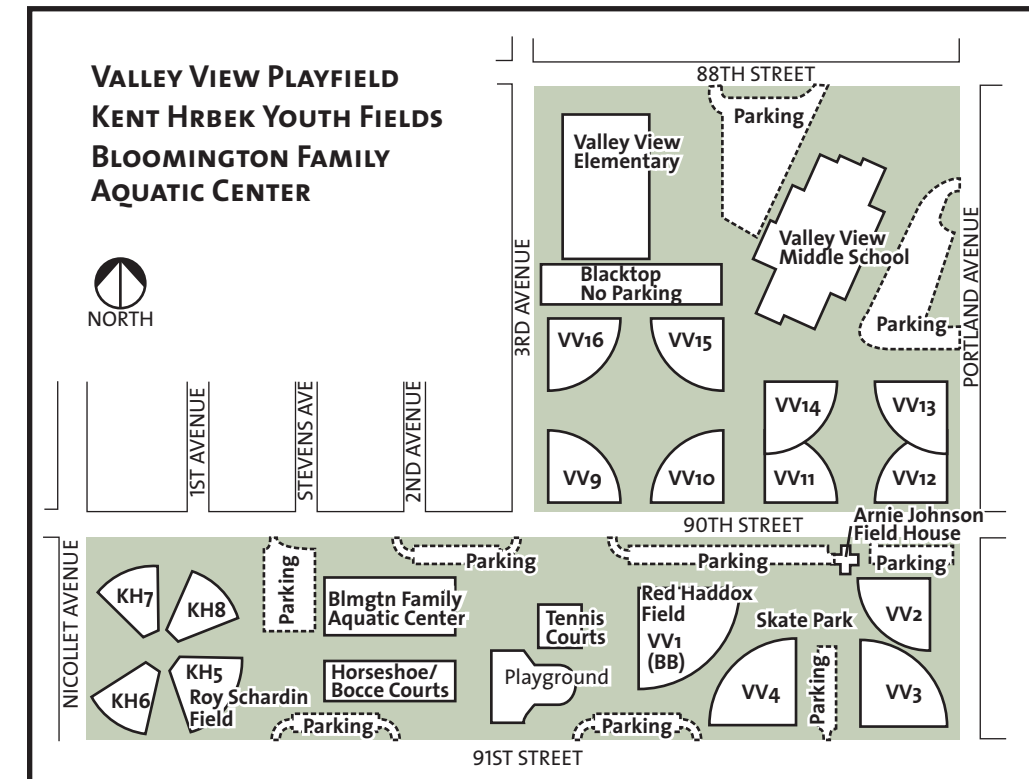 VALLEY VIEW PLAYFIELD
KENT HRBEK YOUTH FIELDS
BLOOMINGTON FAMILY
AQUATIC CENTER
NORTH
88TH STREET
Parking
Valley View
Elementary
Valley View
Middle School
Blacktop
No Parking
Parking
3RD AVENUE
PORTLAND AVENUE
VV16
VV15
VV14
VV13
VV9
VV10
VV11
VV12
1ST AVENUE
STEVENS AVE
2ND AVENUE
90TH STREET
Arnie Johnson
Field House
NICOLLET AVENUE
Parking
Parking
Parking
Parking
KH7
KH8
Blmgtn Family
Aquatic Center
Tennis
Courts
Red Haddox
Field
VV1
(BB)
Skate Park
VV2
KH6
KH5
Roy Schardin
Field
Horseshoe/
Bocce Courts
Playground
VV4
Parking
VV3
Parking
Parking
91ST STREET